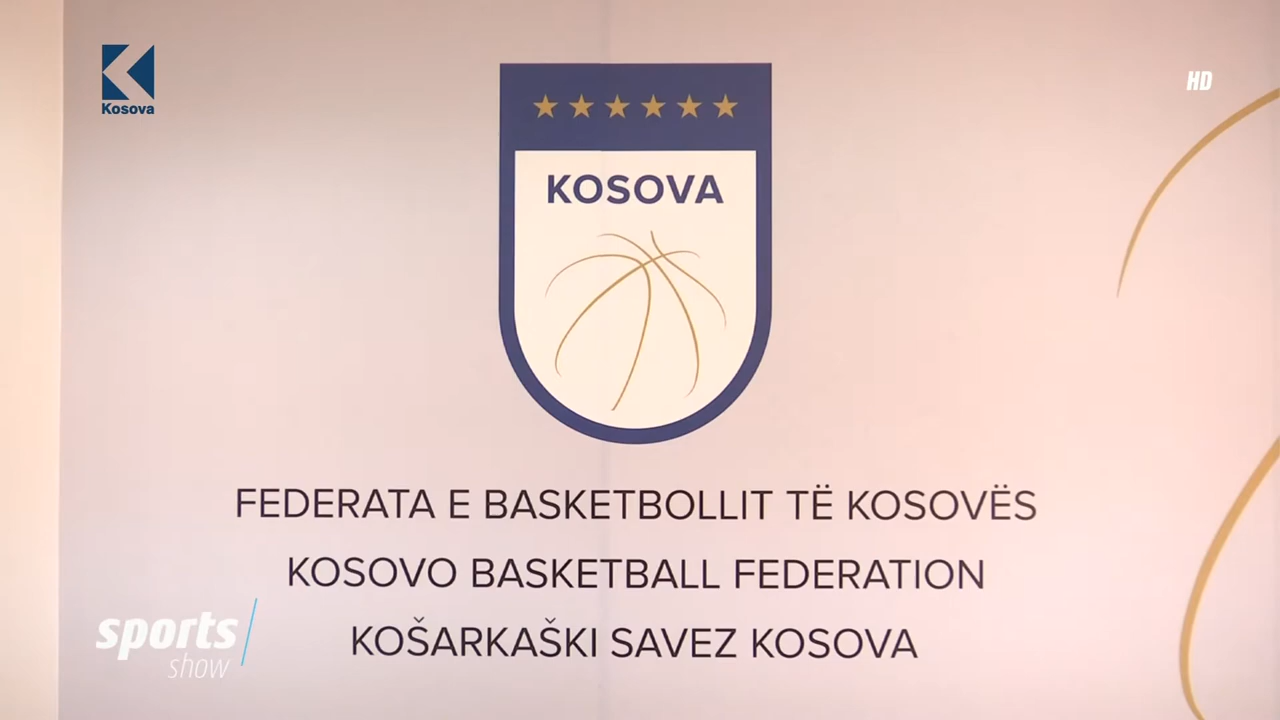 Kosova
HD
KOSOVA
FEDERATA E BASKETBOLLIT TË KOSOVËS
KOSOVO BASKETBALL FEDERATION
KOŠARKAŠKI SAVEZ KOSOVA
sports
show